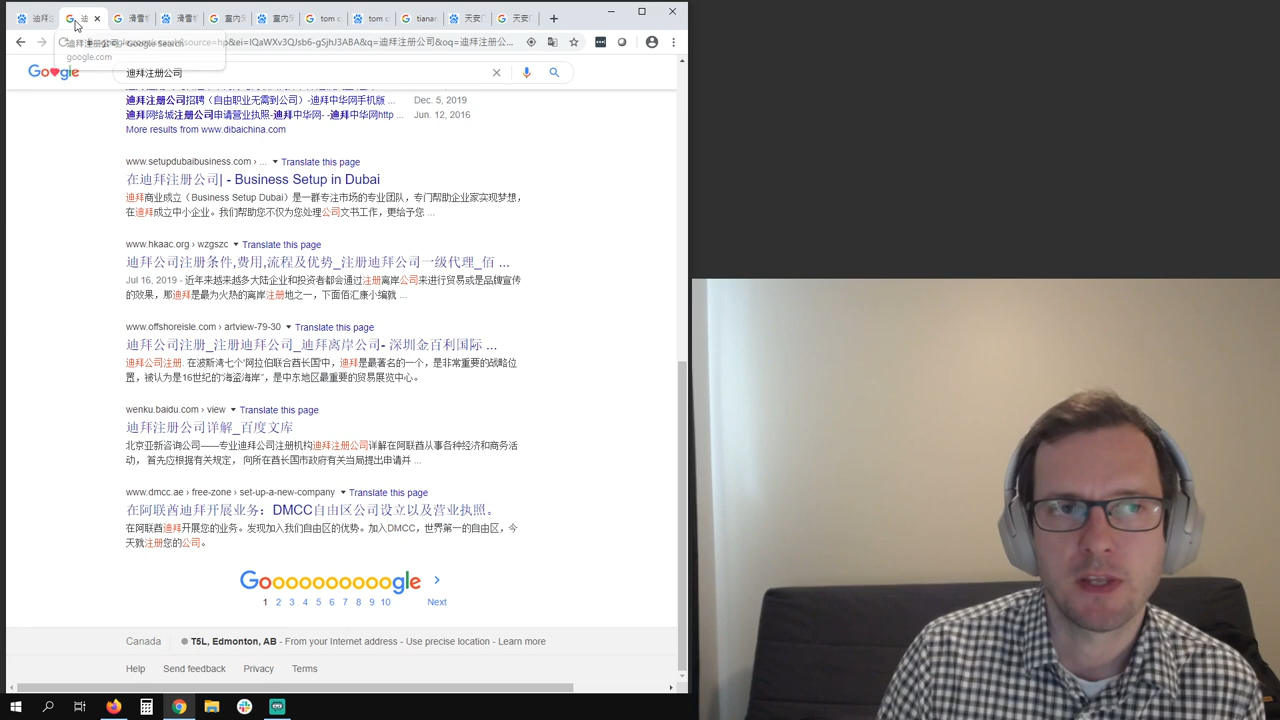 迪拜注册公司 - Google Search
google.com
迪拜注册公司
迪拜注册公司招聘（自由职业无需到公司）-迪拜中华网手机版 ... Dec. 5, 2019
迪拜网络城注册公司申请营业执照-迪拜中华网- -迪拜中华网http ... Jun. 12, 2016
More results from www.dibaichina.com
www.setupdubaibusiness.com › ... ▼ Translate this page
在迪拜注册公司| - Business Setup in Dubai
迪拜商业成立（Business Setup Dubai）是一群专注市场的专业团队，专门帮助企业家实现梦想，
在迪拜成立中小企业。我们帮助您不仅为您处理公司文书工作，更给予您 ...
www.hkaac.org › wzgszc ▼ Translate this page
迪拜公司注册条件,费用,流程及优势_注册迪拜公司一级代理_佰 ...
Jul 16, 2019 - 近年来越来越多大陆企业和投资者都会通过注册离岸公司来进行贸易或是品牌宣传
的效果，那迪拜是最为火热的离岸注册地之一，下面佰汇康小编就 ...
www.offshoreisle.com › artview-79-30 ▼ Translate this page
迪拜公司注册_注册迪拜公司_迪拜离岸公司- 深圳金百利国际 ...
迪拜公司注册. 在波斯湾七个“阿拉伯联合酋长国”中，迪拜是最著名的一个，是非常重要的战略位
置，被认为是16世纪的“海盗海岸”，是中东地区最重要的贸易展览中心。
wenku.baidu.com › view ▼ Translate this page
迪拜注册公司详解_百度文库
北京亚新咨询公司——专业迪拜公司注册机构迪拜注册公司详解在阿联酋从事各种经济和商务活
动， 首先应根据有关规定， 向所在酋长国市政府有关当局提出申请并 ...
www.dmcc.ae › free-zone › set-up-a-new-company ▼ Translate this page
在阿联酋迪拜开展业务：DMCC自由区公司设立以及营业执照。
在阿联酋迪拜开展您的业务。发现加入我们自由区的优势。加入DMCC，世界第一的自由区，今
天就注册您的公司。
Goooooooooogle
1 2 3 4 5 6 7 8 9 10 Next
Canada T5L, Edmonton, AB - From your Internet address - Use precise location - Learn more
Help Send feedback Privacy Terms